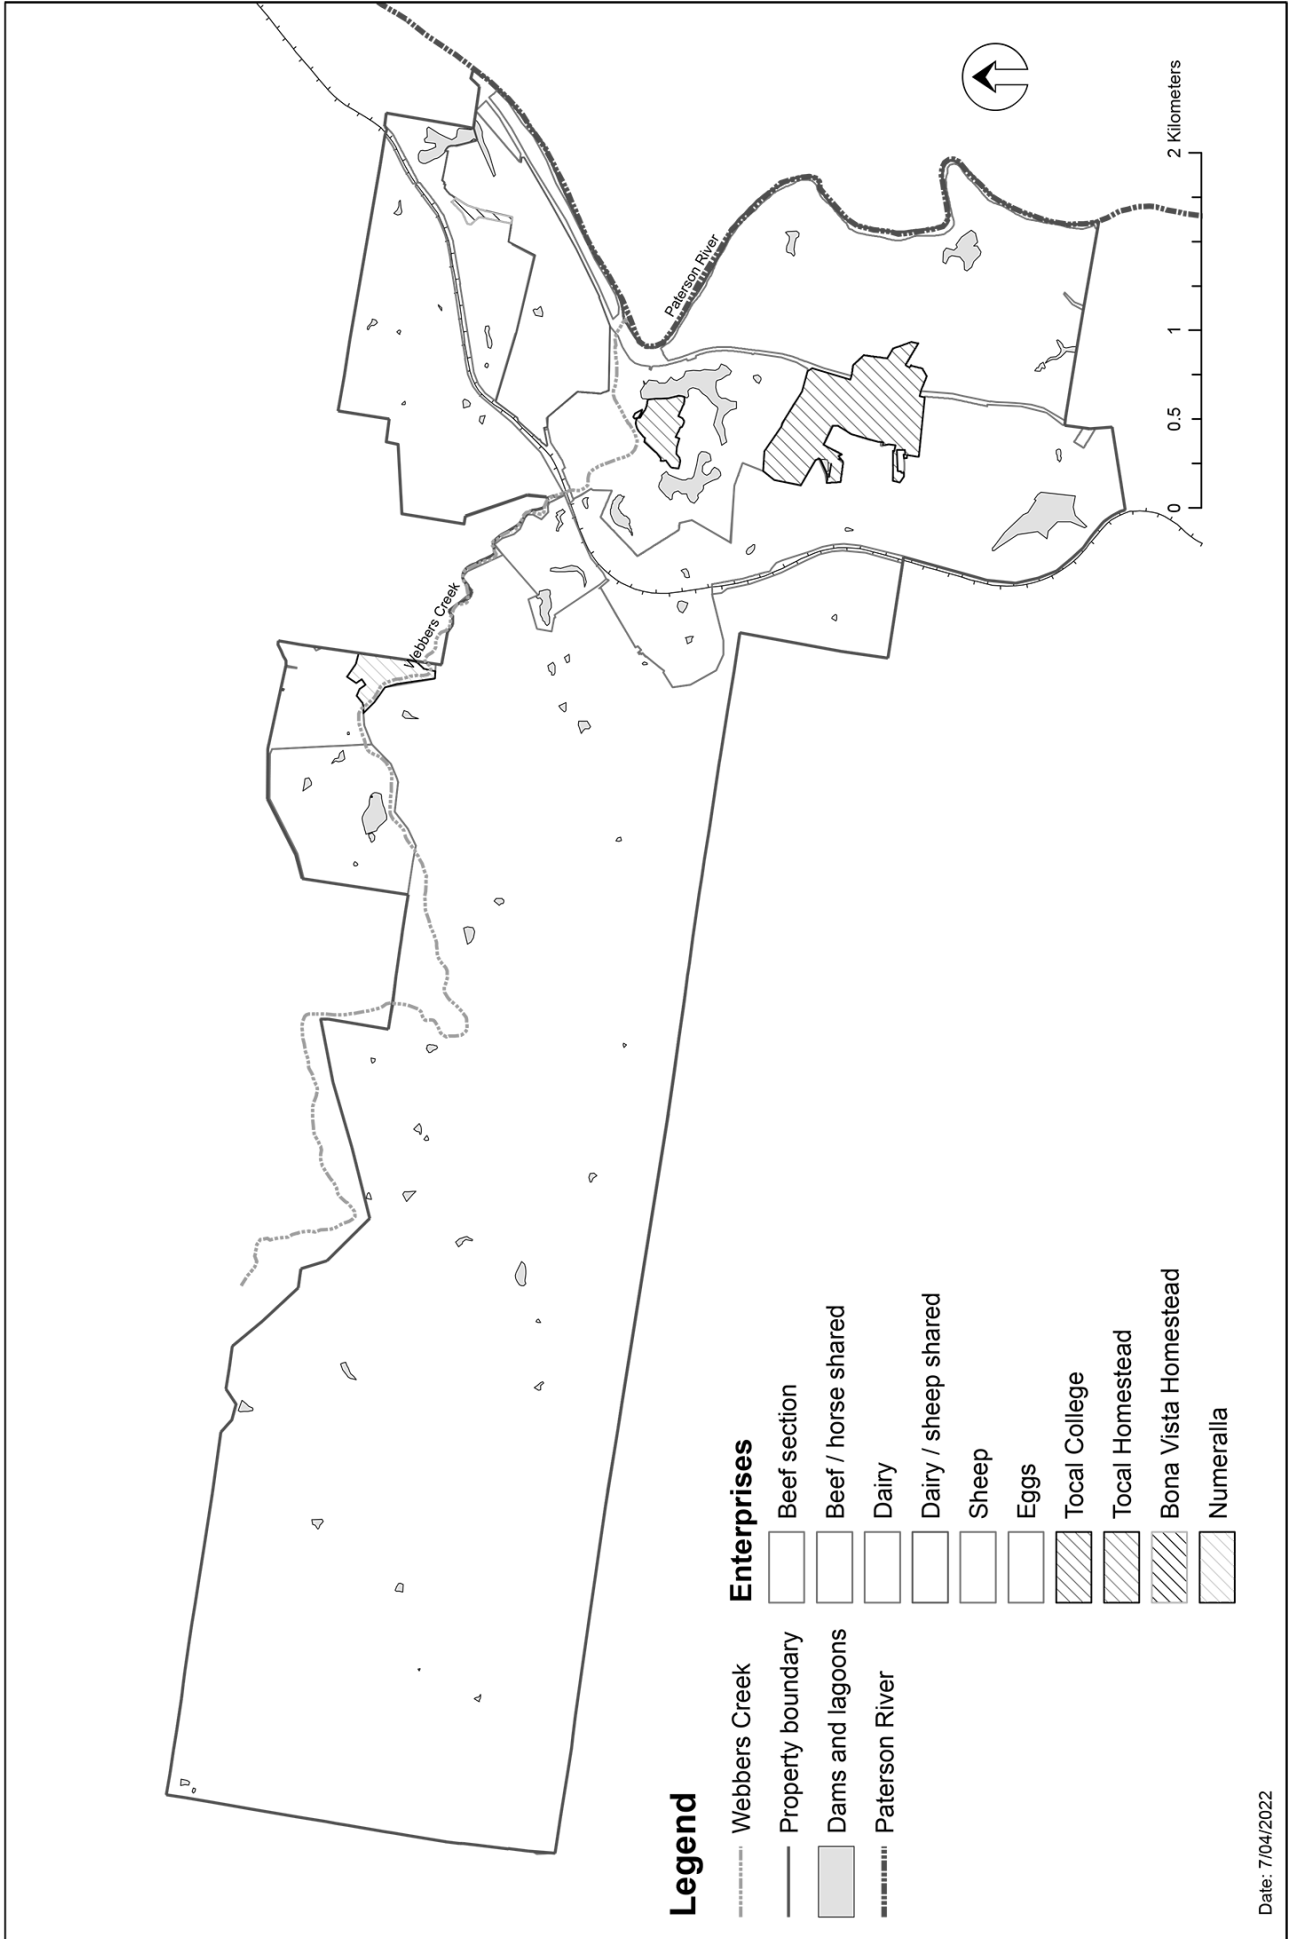 Webbers Creek
Paterson River
0
0.5
1
2 Kilometers
Legend
Webbers Creek
Property boundary
Dams and lagoons
Paterson River
Enterprises
Beef section
Beef / horse shared
Dairy
Dairy / sheep shared
Sheep
Eggs
Tocal College
Tocal Homestead
Bona Vista Homestead
Numeralla
Date: 7/04/2022